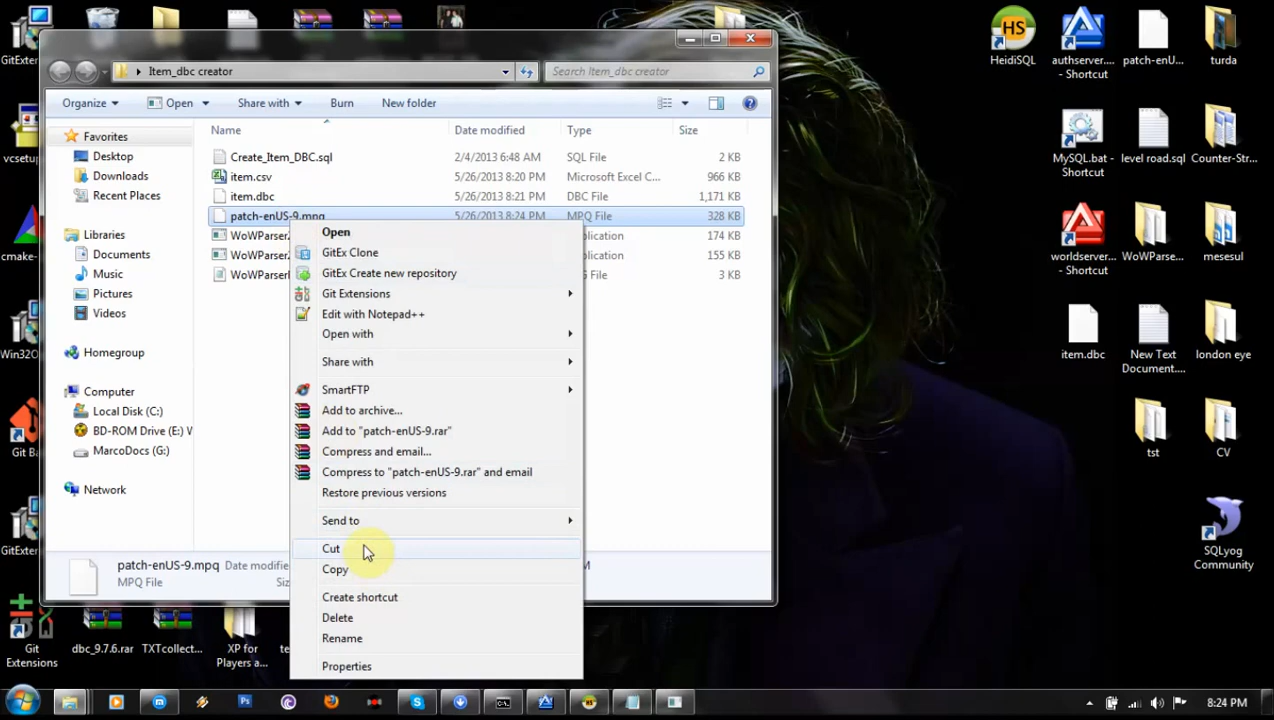 Item_dbc creator
Search Item_dbc creator
Organize
Open
Share with
Burn
New folder
Name
Date modified
Type
Size
Favorites
Desktop
Downloads
Recent Places
Libraries
Documents
Music
Pictures
Videos
Homegroup
Computer
Local Disk (C:)
BD-ROM Drive (E:) W
MarcoDocs (G:)
Network
Create_Item_DBC.sql 2/4/2013 6:48 AM SQL File 2 KB
item.csv 5/26/2013 8:20 PM Microsoft Excel C... 966 KB
item.dbc 5/26/2013 8:21 PM DBC File 1,171 KB
patch-enUS-9.mpq 5/26/2013 8:24 PM MPQ File 328 KB
WoWParser 174 KB
WoWParser 155 KB
WoWParser 3 KB
Open
GitEx Clone
GitEx Create new repository
Git Extensions
Edit with Notepad++
Open with
Share with
SmartFTP
Add to archive...
Add to "patch-enUS-9.rar"
Compress and email...
Compress to "patch-enUS-9.rar" and email
Restore previous versions
Send to
Cut
Copy
Create shortcut
Delete
Rename
Properties
patch-enUS-9.mpq Date modifie
MPQ File
HS
HeidiSQL
authserver... - Shortcut
patch-enU...
turda
MySQL.bat - Shortcut
level road.sql
Counter-Str...
worldserver... - Shortcut
WoWParse...
mesesul
item.dbc
New Text Document....
london eye
tst
CV
SQLyog Community
GitExter
vcsetup
cmake-
Win32O
Git Ba
GitExter
Git Extensions
dbc_9.7.6.rar
TXTcollect...
XP for Players a...
8:24 PM